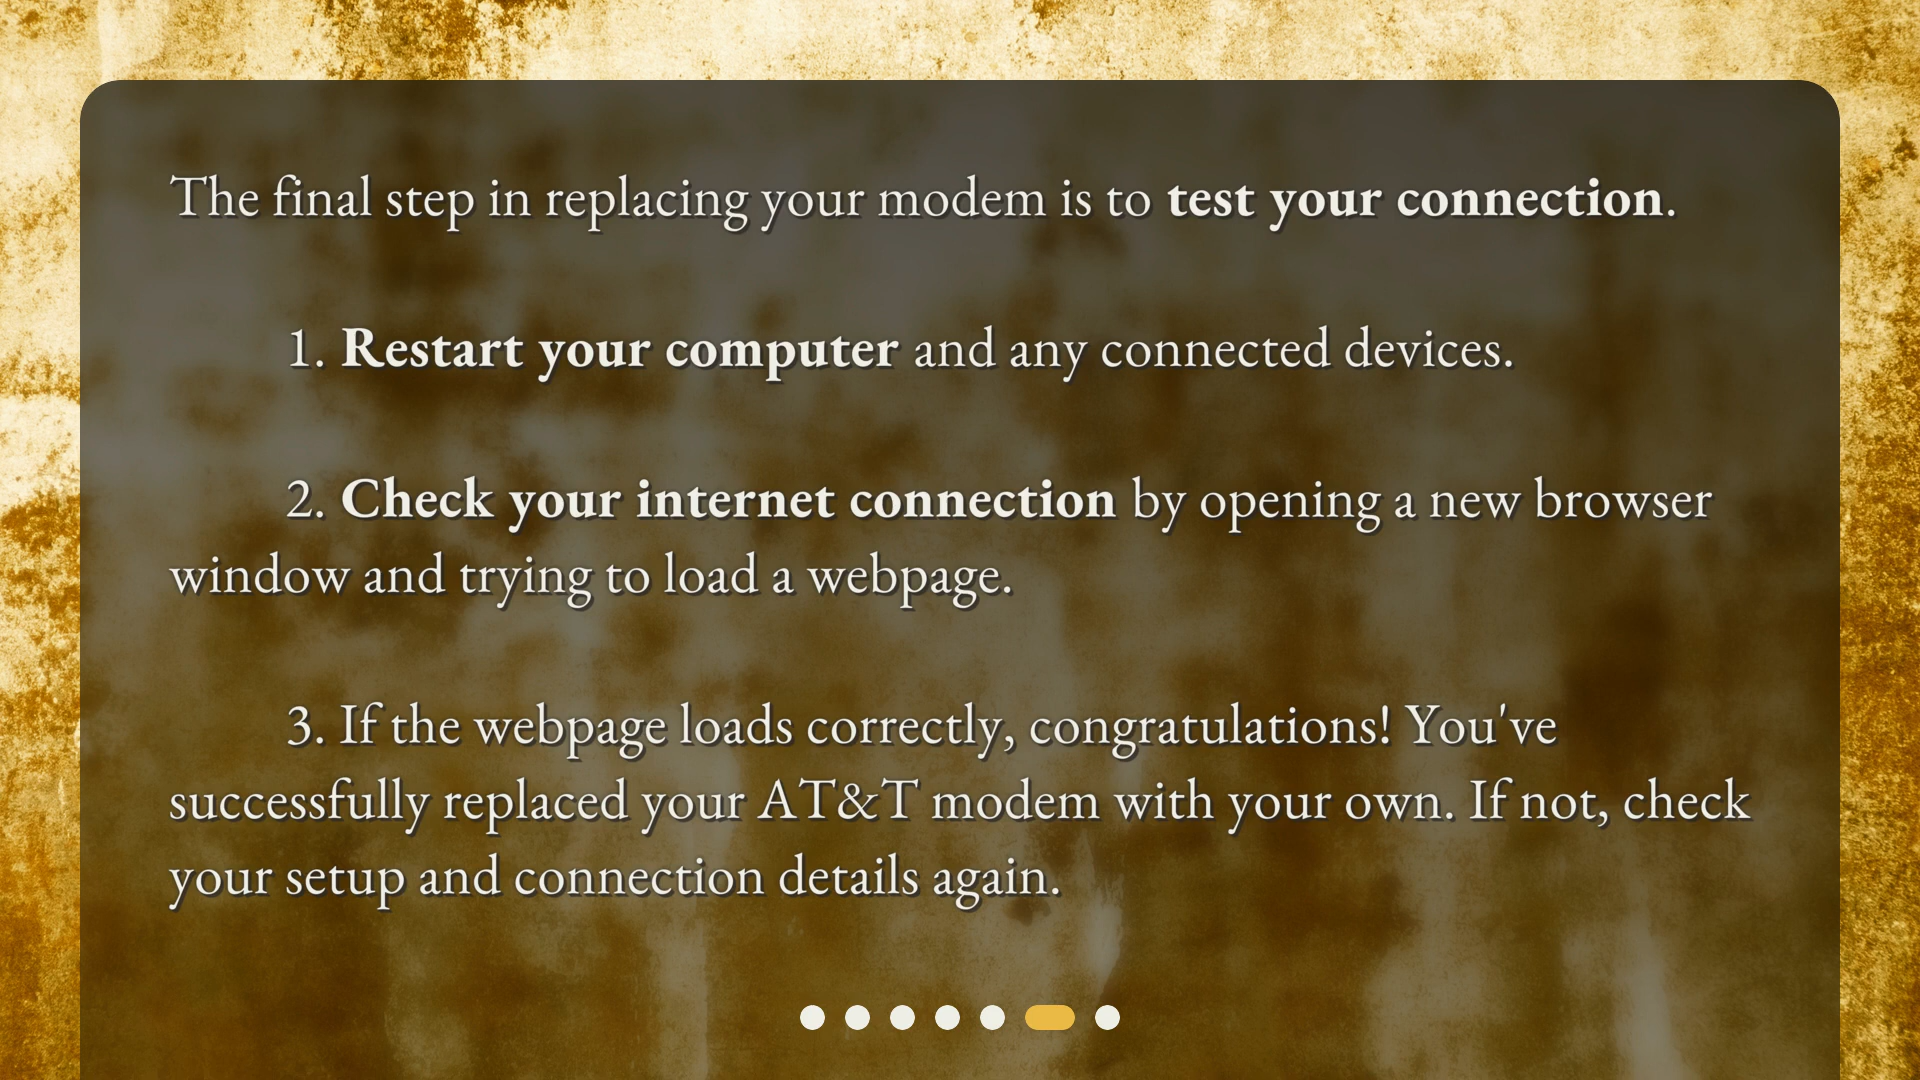 The final step in replacing your modem is to test your connection.
1. Restart your computer and any connected devices.
2. Check your internet connection by opening a new browser
window and trying to load a webpage.
3. If the webpage loads correctly, congratulations! You've
successfully replaced your AT&T modem with your own. If not, check
your setup and connection details again.